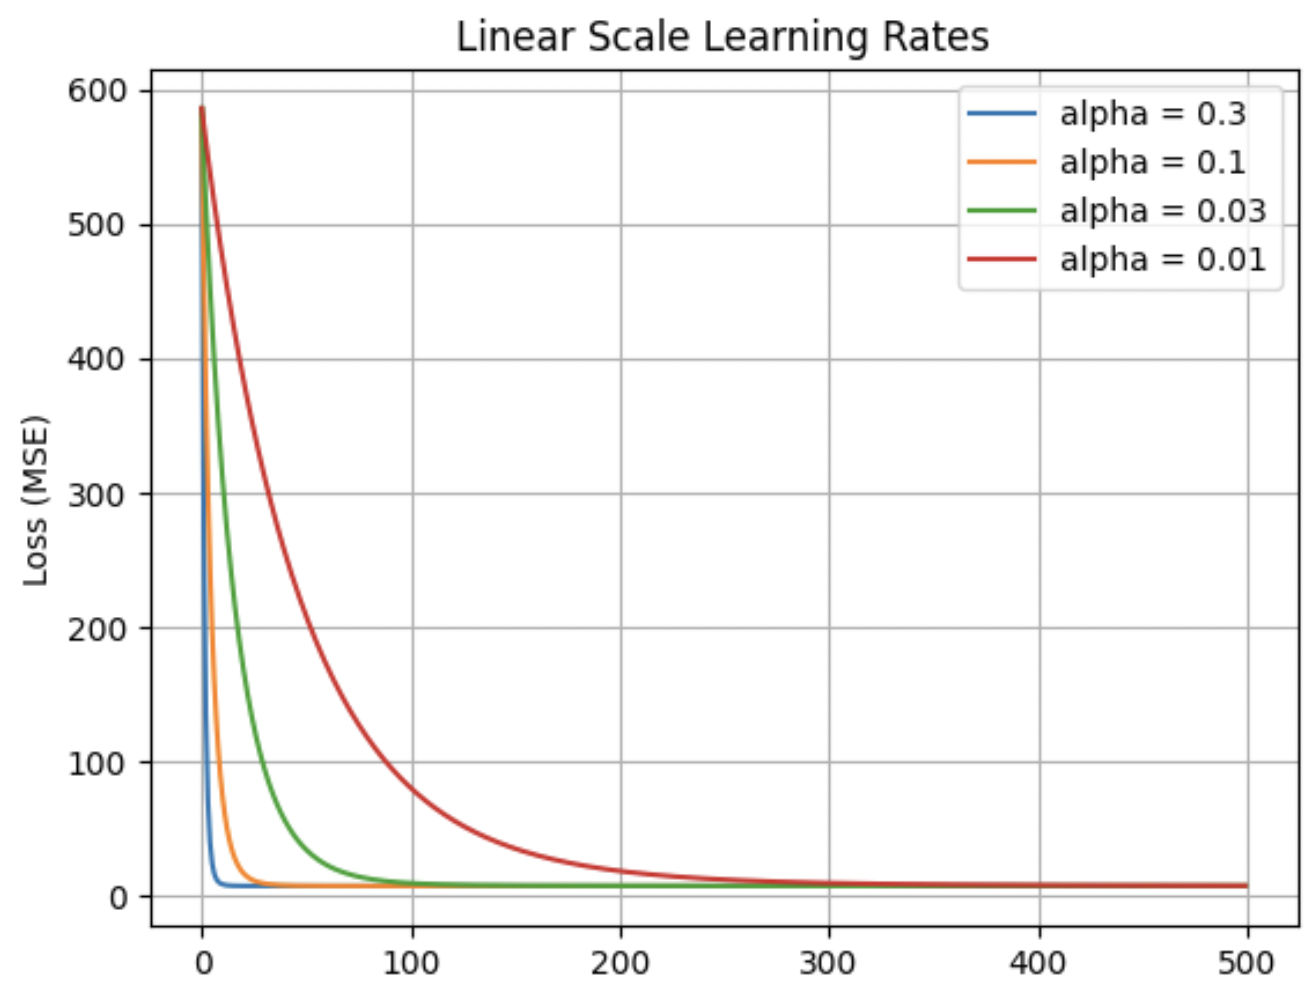 Linear Scale Learning Rates
600
500
400
300
200
100
0
Loss (MSE)
alpha = 0.3
alpha = 0.1
alpha = 0.03
alpha = 0.01
0 100 200 300 400 500